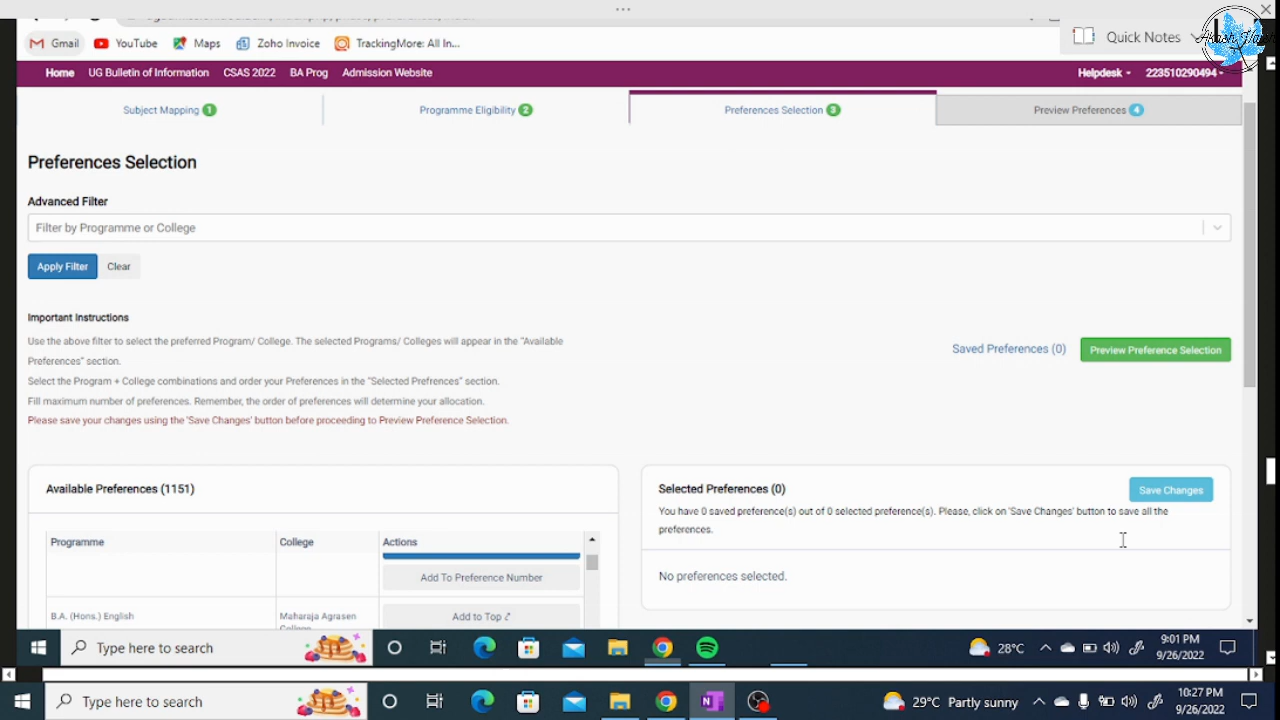 Gmail YouTube Maps Zoho Invoice TrackingMore: All In...
Quick Notes
Home UG Bulletin of Information CSAS 2022 BA Prog Admission Website Helpdesk 223510290494
Subject Mapping 1 Programme Eligibility 2 Preferences Selection 3 Preview Preferences 4
Preferences Selection
Advanced Filter
Filter by Programme or College
Apply Filter Clear
Important Instructions
Use the above filter to select the preferred Program/ College. The selected Programs/ Colleges will appear in the "Available
Preferences" section.
Saved Preferences (0) Preview Preference Selection
Select the Program + College combinations and order your Preferences in the "Selected Prefrences" section.
Fill maximum number of preferences. Remember, the order of preferences will determine your allocation.
Please save your changes using the 'Save Changes' button before proceeding to Preview Preference Selection.
Available Preferences (1151)
Programme College Actions
Add To Preference Number
B.A. (Hons.) English Maharaja Agrasen Add to Top
College
Selected Preferences (0) Save Changes
You have 0 saved preference(s) out of 0 selected preference(s). Please, click on 'Save Changes' button to save all the
preferences.
No preferences selected.
Type here to search 28°C 9:01 PM
9/26/2022
Type here to search 29°C Partly sunny 10:27 PM
9/26/2022